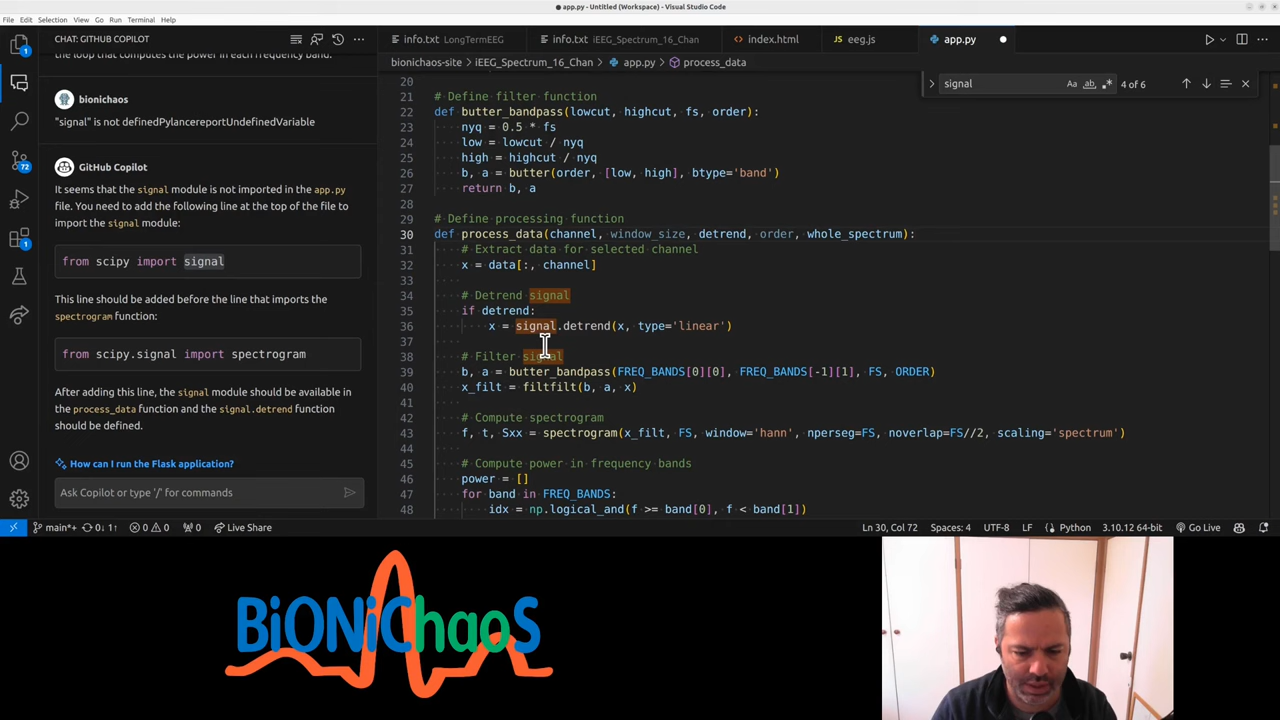 ● app.py - Untitled (Workspace) - Visual Studio Code
File Edit Selection View Go Run Terminal Help
CHAT: GITHUB COPILOT
the loop that computes the power in each frequency band.
bionichaos
"signal" is not definedPylancereportUndefinedVariable
GitHub Copilot
It seems that the signal module is not imported in the app.py
file. You need to add the following line at the top of the file to
import the signal module:
from scipy import signal
This line should be added before the line that imports the
spectrogram function:
from scipy.signal import spectrogram
After adding this line, the signal module should be available in
the process_data function and the signal.detrend function
should be defined.
How can I run the Flask application?
Ask Copilot or type '/' for commands
1
72
1
info.txt LongTermEEG
info.txt iEEG_Spectrum_16_Chan
index.html
eeg.js
app.py
bionichaos-site > iEEG_Spectrum_16_Chan > app.py > process_data
signal
Aa ab .*
4 of 6
20
21 # Define filter function
22 def butter_bandpass(lowcut, highcut, fs, order):
23 nyq = 0.5 * fs
24 low = lowcut / nyq
25 high = highcut / nyq
26 b, a = butter(order, [low, high], btype='band')
27 return b, a
28
29 # Define processing function
30 def process_data(channel, window_size, detrend, order, whole_spectrum):
31 # Extract data for selected channel
32 x = data[:, channel]
33
34 # Detrend signal
35 if detrend:
36 x = signal.detrend(x, type='linear')
37
38 # Filter signal
39 b, a = butter_bandpass(FREQ_BANDS[0][0], FREQ_BANDS[-1][1], FS, ORDER)
40 x_filt = filtfilt(b, a, x)
41
42 # Compute spectrogram
43 f, t, Sxx = spectrogram(x_filt, FS, window='hann', nperseg=FS, noverlap=FS//2, scaling='spectrum')
44
45 # Compute power in frequency bands
46 power = []
47 for band in FREQ_BANDS:
48 idx = np.logical_and(f >= band[0], f < band[1])
main*+ 0↓ 1↑ 0 0 0 Live Share
Ln 30, Col 72 Spaces: 4 UTF-8 LF Python 3.10.12 64-bit Go Live
BiONiChaoS